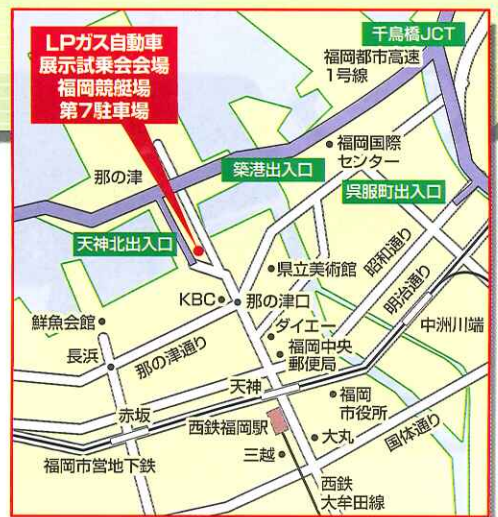 LPガス自動車
展示試乗会会場
福岡競艇場
第7駐車場
千鳥橋JCT
福岡都市高速
1号線
福岡国際
センター
那の津
築港出入口
呉服町出入口
天神北出入口
県立美術館
昭和通り
明治通り
KBC
那の津口
鮮魚会館
ダイエー
中洲川端
長浜
那の津通り
福岡中央
郵便局
天神
赤坂
福岡
市役所
西鉄福岡駅
大丸
国体通り
福岡市営地下鉄
三越
西鉄
大牟田線